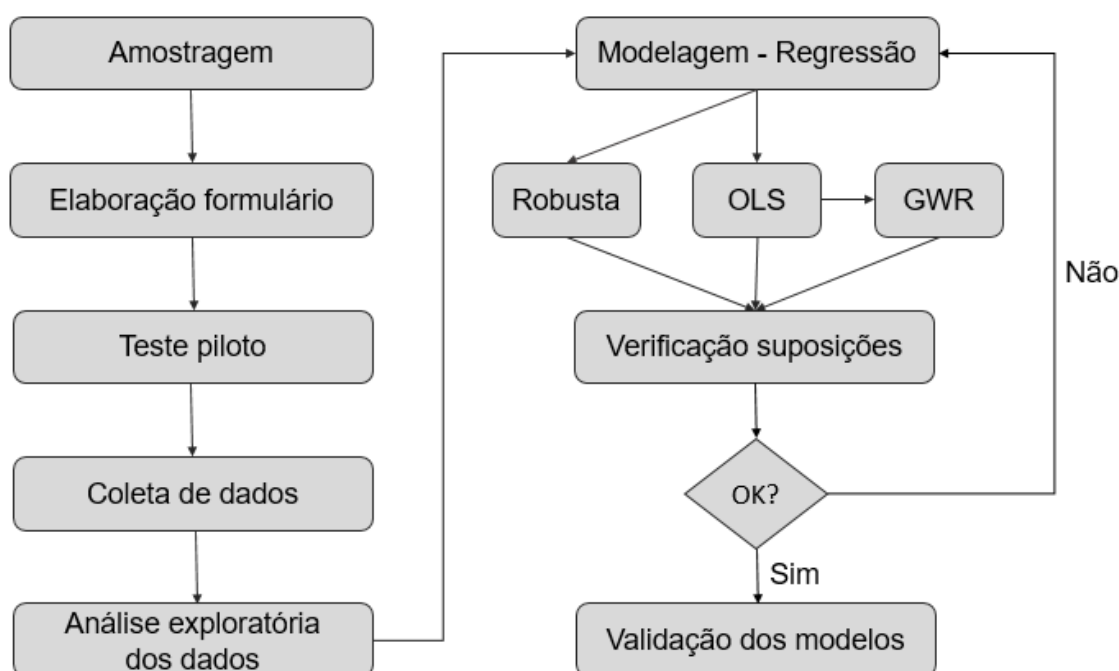 Amostragem
Elaboração formulário
Teste piloto
Coleta de dados
Análise exploratória
dos dados
Modelagem - Regressão
Robusta
OLS
GWR
Verificação suposições
OK?
Não
Sim
Validação dos modelos